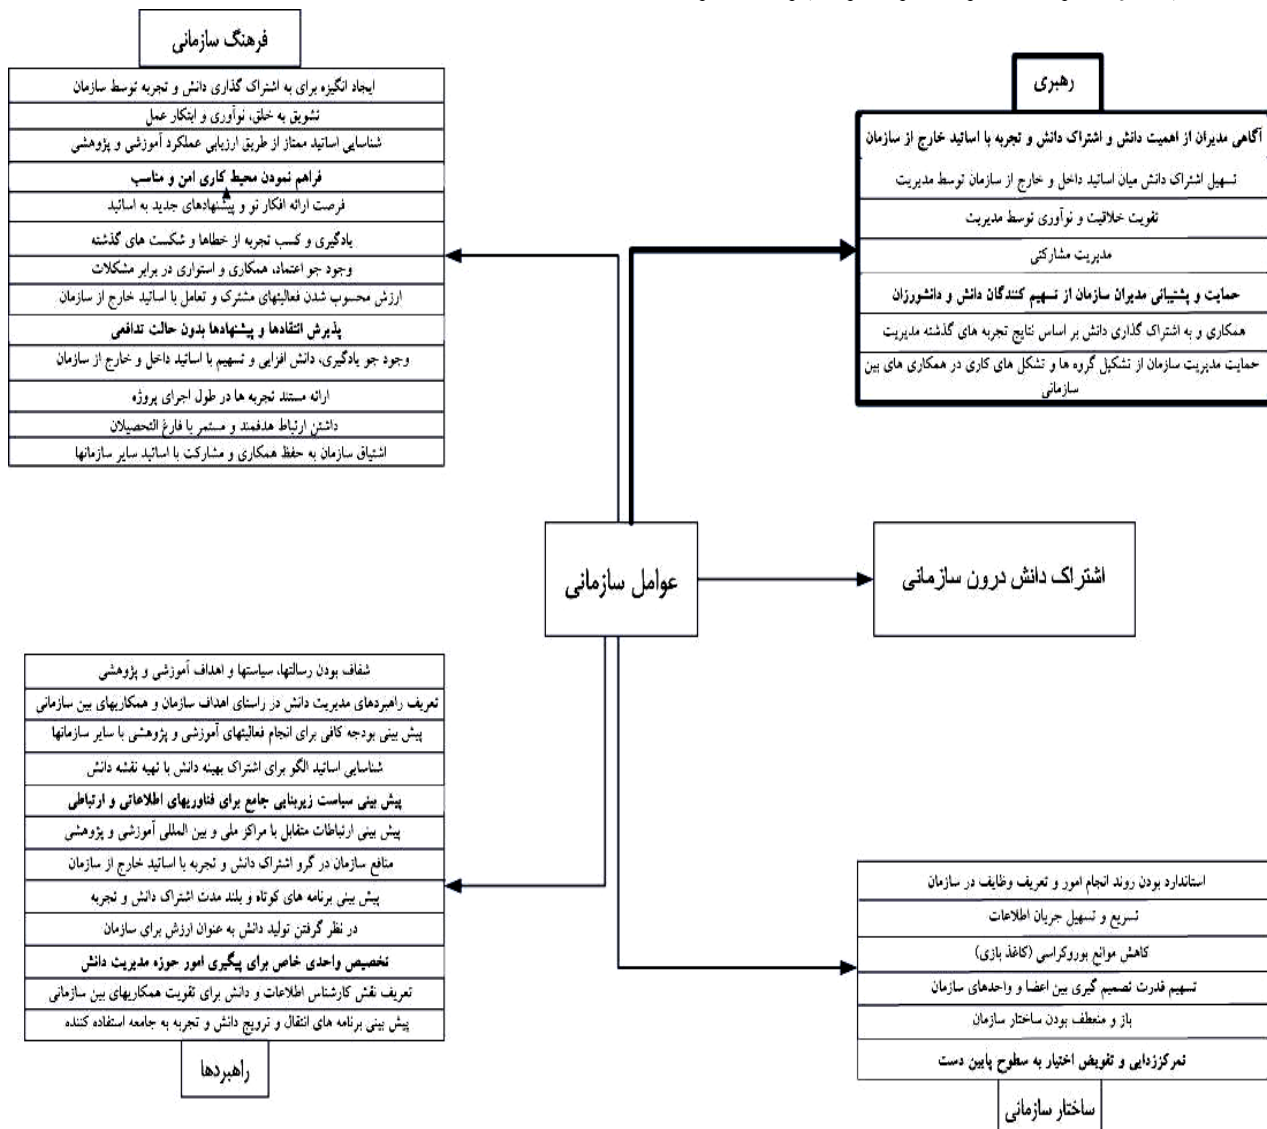 فرهنگ سازمانی
ایجاد انگیزه برای به اشتراک گذاری دانش و تجربه توسط سازمان
تشویق به خلق، نوآوری و ابتکار عمل
شناسایی اساتید ممتاز از طریق ارزیابی عملکرد آموزشی و پژوهشی
فراهم نمودن محیط کاری امن و مناسب
فرصت ارائه افکار نو و پیشنهادهای جدید به اساتید
یادگیری و کسب تجربه از خطاها و شکست های گذشته
وجود جو اعتماد، همکاری و استواری در برابر مشکلات
ارزش محسوب شدن فعالیتهای مشترک و تعامل با اساتید خارج از سازمان
پذیرش انتقادها و پیشنهادها بدون حالت تدافعی
وجود جو یادگیری، دانش افزایی و تسهیم با اساتید داخل و خارج از سازمان
ارائه مستند تجربه ها در طول اجرای پروژه
داشتن ارتباط هدفمند و مستمر با فارغ التحصیلان
اشتیاق سازمان به حفظ همکاری و مشارکت با اساتید سایر سازمانها
رهبری
آگاهی مدیران از اهمیت دانش و اشتراک دانش و تجربه با اساتید خارج از سازمان
تسهیل اشتراک دانش میان اساتید داخل و خارج از سازمان توسط مدیریت
تقویت خلاقیت و نوآوری توسط مدیریت
مدیریت مشارکتی
حمایت و پشتیبانی مدیران سازمان از تسهیم کنندگان دانش و دانشورزان
همکاری و به اشتراک گذاری دانش بر اساس نتایج تجربه های گذشته مدیریت
حمایت مدیریت سازمان از تشکیل گروه ها و تشکل های کاری در همکاری های بین
سازمانی
عوامل سازمانی
اشتراک دانش درون سازمانی
شفاف بودن رسالتها، سیاستها و اهداف آموزشی و پژوهشی
تعریف راهبردهای مدیریت دانش در راستای اهداف سازمان و همکاریهای بین سازمانی
پیش بینی بودجه کافی برای انجام فعالیتهای آموزشی و پژوهشی با سایر سازمانها
شناسایی اساتید الگو برای اشتراک بهینه دانش با تهیه نقشه دانش
پیش بینی سیاست زیربنایی جامع برای فناوریهای اطلاعاتی و ارتباطی
پیش بینی ارتباطات متقابل با مراکز ملی و بین المللی آموزشی و پژوهشی
منافع سازمان در گرو اشتراک دانش و تجربه با اساتید خارج از سازمان
پیش بینی برنامه های کوتاه و بلند مدت اشتراک دانش و تجربه
در نظر گرفتن تولید دانش به عنوان ارزش برای سازمان
تخصیص واحدی خاص برای پیگیری امور حوزه مدیریت دانش
تعریف نقش کارشناس اطلاعات و دانش برای تقویت همکاریهای بین سازمانی
پیش بینی برنامه های انتقال و ترویج دانش و تجربه به جامعه استفاده کننده
راهبردها
استاندارد بودن روند انجام امور و تعریف وظایف در سازمان
تسریع و تسهیل جریان اطلاعات
کاهش موانع بوروکراسی (کاغذ بازی)
تسهیم قدرت تصمیم گیری بین اعضا و واحدهای سازمان
باز و منعطف بودن ساختار سازمان
تمرکززدایی و تفویض اختیار به سطوح پایین دست
ساختار سازمانی